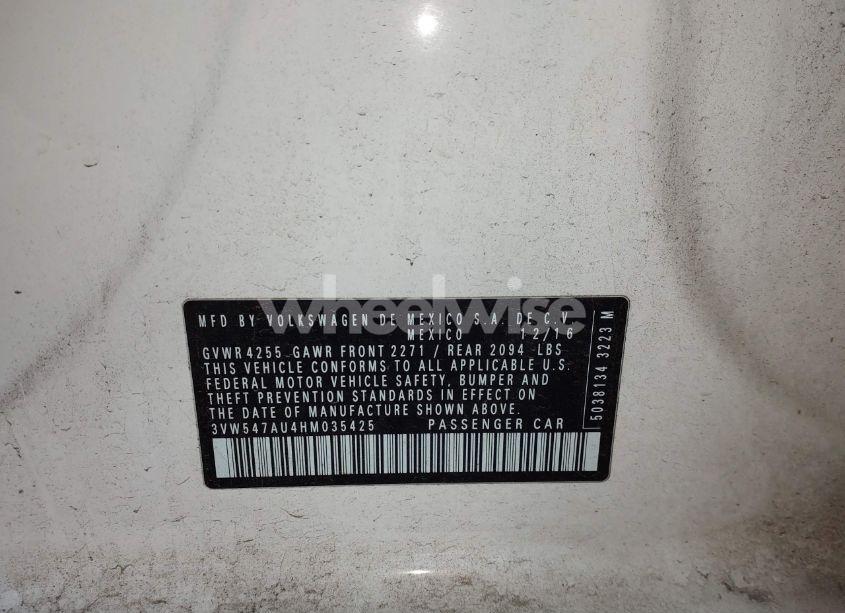 wheelwise
MFD BY VOLKSWAGEN DE MEXICO S.A. DE C.V.
MEXICO 12/16
GVWR 4255 GAWR FRONT 2271 / REAR 2094 LBS
THIS VEHICLE CONFORMS TO ALL APPLICABLE U.S.
FEDERAL MOTOR VEHICLE SAFETY, BUMPER AND
THEFT PREVENTION STANDARDS IN EFFECT ON
THE DATE OF MANUFACTURE SHOWN ABOVE.
3VW547AU4HM035425 PASSENGER CAR
5038134 3223 M